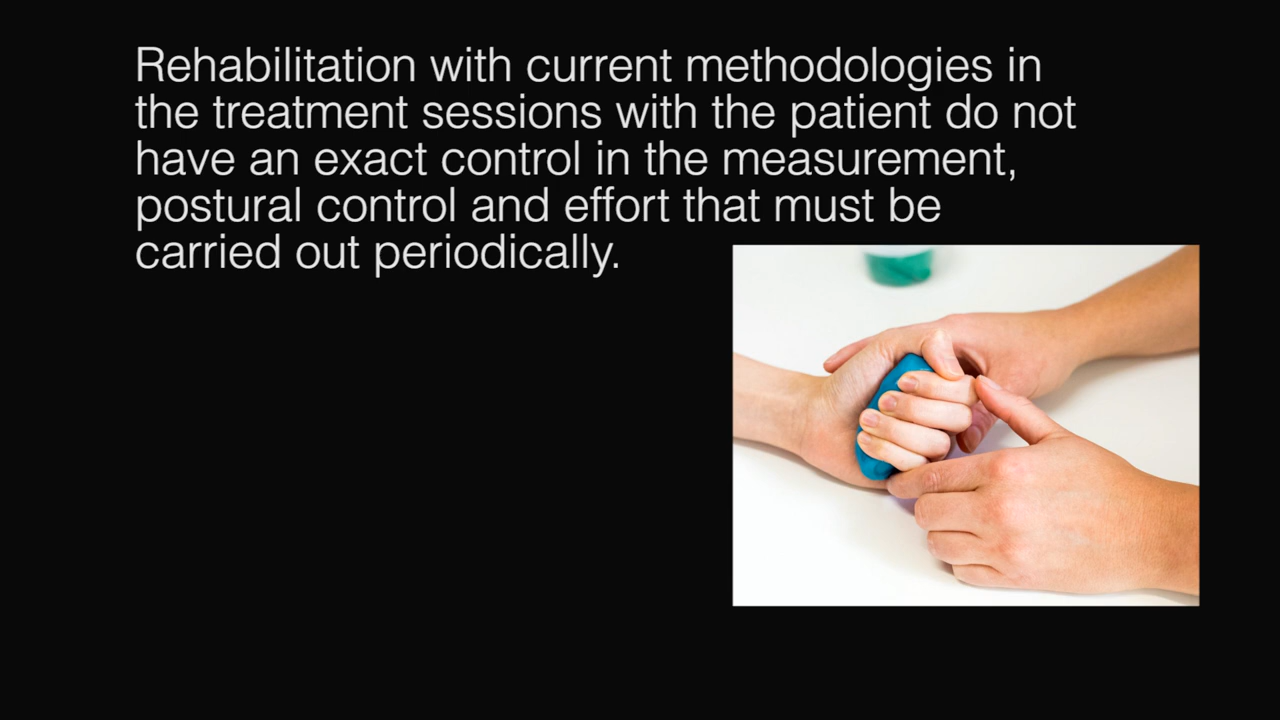 Rehabilitation with current methodologies in
the treatment sessions with the patient do not
have an exact control in the measurement,
postural control and effort that must be
carried out periodically.